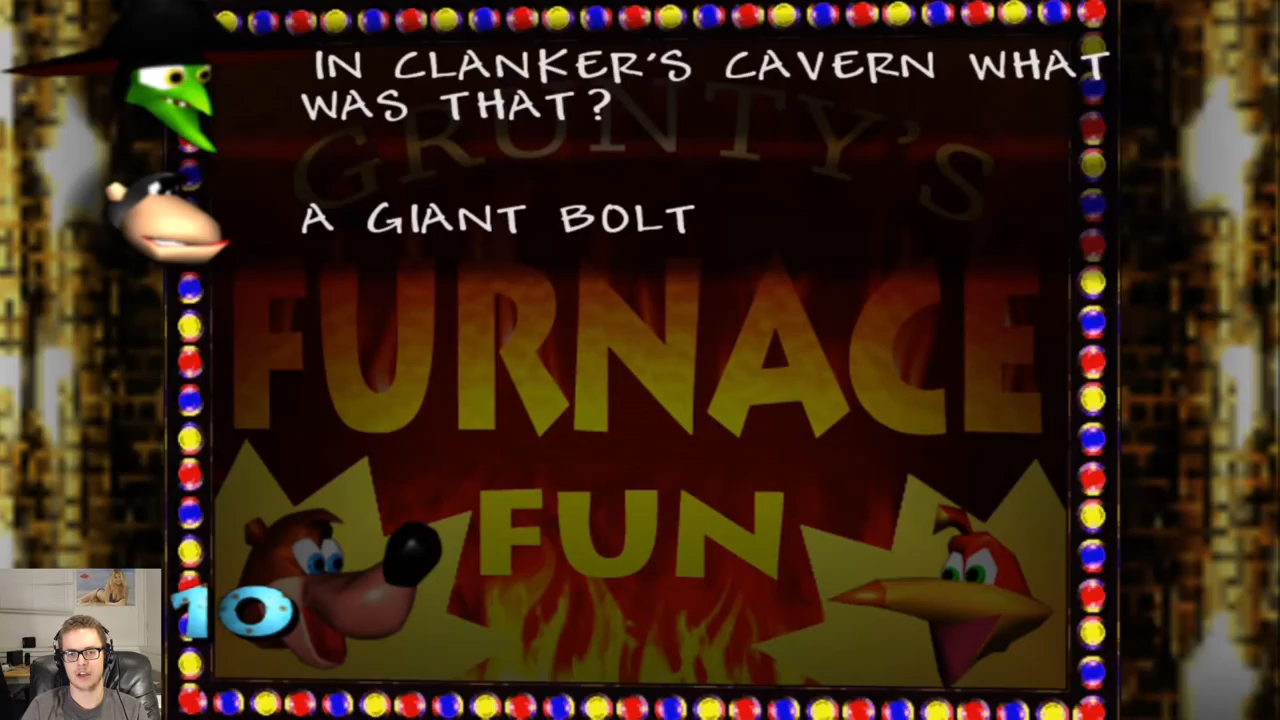 IN CLANKER'S CAVERN WHAT
WAS THAT?
A GIANT BOLT
GRUNTY'S
FURNACE
FUN
10